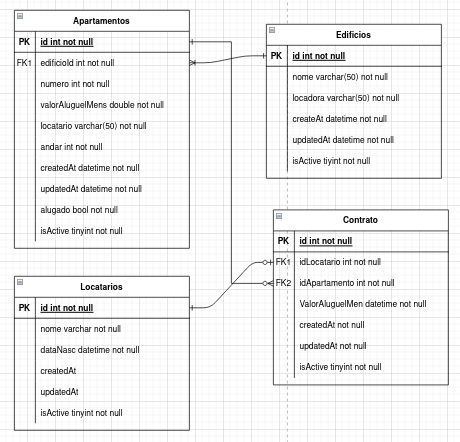 Apartamentos
PK id int not null
FK1 edificioId int not null
numero int not null
valorAluguelMens double not null
locatario varchar(50) not null
andar int not null
createdAt datetime not null
updatedAt datetime not null
alugado bool not null
isActive tinyint not null
Edificios
PK id int not null
nome varchar(50) not null
locadora varchar(50) not null
createAt datetime not null
updatedAt datetime not null
isActive tiyint not null
Contrato
PK id int not null
FK1 idLocatario int not null
FK2 idApartamento int not null
ValorAluguelMen datetime not null
createdAt not null
updatedAt not null
isActive tinyint not null
Locatarios
PK id int not null
nome varchar not null
dataNasc datetime not null
createdAt
updatedAt
isActive tinyint not null